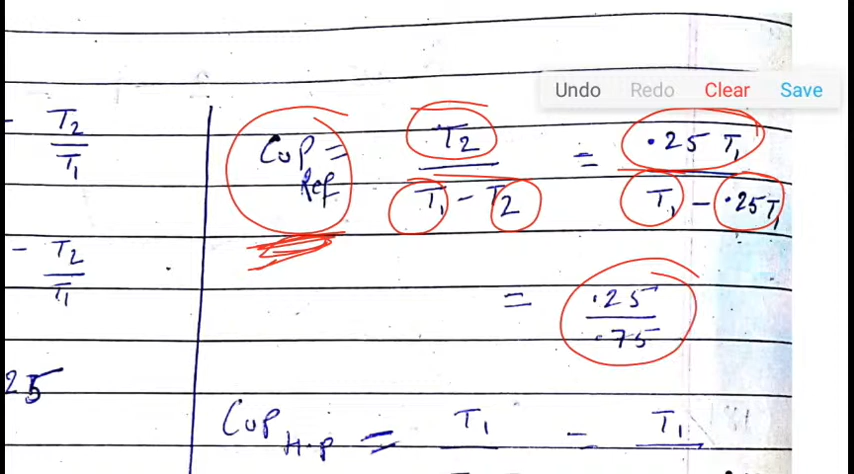 Undo Redo Clear Save
- T₂/T₁
COP Ref = T₂/(T₁ - T₂) = .25 T₁/(T₁ - .25T₁)
- T₂/T₁
= .25/.75
25
COP H.P = T₁ = T₁